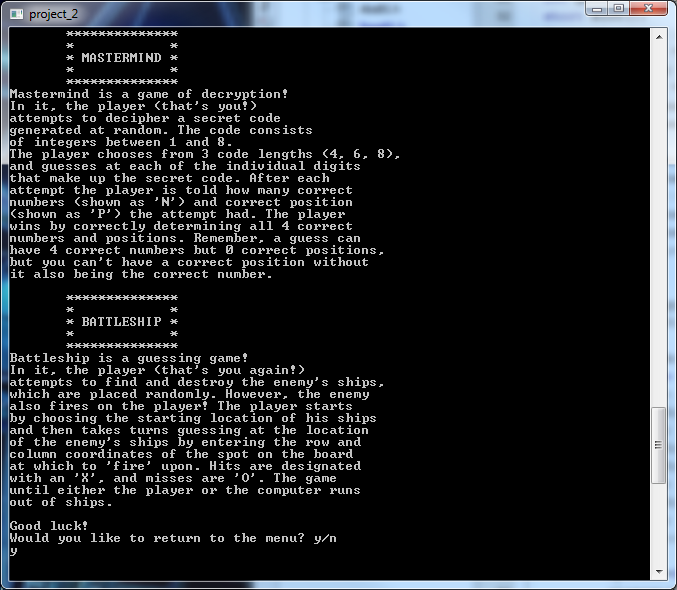 project_2
**************
*            *
* MASTERMIND *
*            *
**************
Mastermind is a game of decryption!
In it, the player (that's you!)
attempts to decipher a secret code
generated at random. The code consists
of integers between 1 and 8.
The player chooses from 3 code lengths (4, 6, 8),
and guesses at each of the individual digits
that make up the secret code. After each
attempt the player is told how many correct
numbers (shown as 'N') and correct position
(shown as 'P') the attempt had. The player
wins by correctly determining all 4 correct
numbers and positions. Remember, a guess can
have 4 correct numbers but 0 correct positions,
but you can't have a correct position without
it also being the correct number.
**************
*            *
* BATTLESHIP *
*            *
**************
Battleship is a guessing game!
In it, the player (that's you again!)
attempts to find and destroy the enemy's ships,
which are placed randomly. However, the enemy
also fires on the player! The player starts
by choosing the starting location of his ships
and then takes turns guessing at the location
of the enemy's ships by entering the row and
column coordinates of the spot on the board
at which to 'fire' upon. Hits are designated
with an 'X', and misses are 'O'. The game
until either the player or the computer runs
out of ships.
Good luck!
Would you like to return to the menu? y/n
y